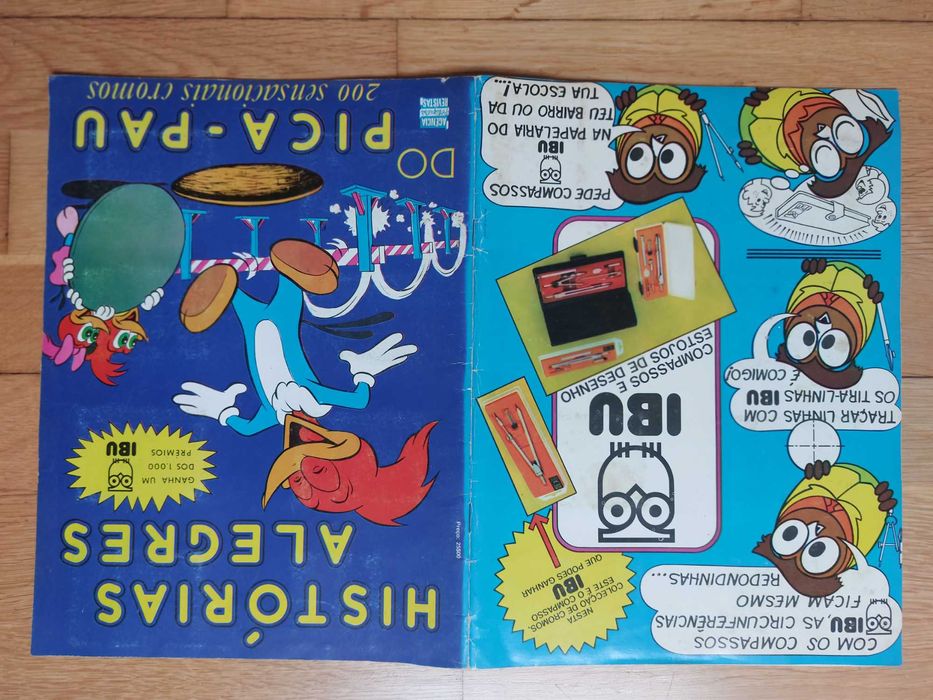 HISTÓRIAS
ALEGRES
GANHA UM
DOS 1.000
PRÉMIOS
IBU
DO
PICA-PAU
200 sensacionais cromos
AGÊNCIA
PORTUGUESA
REVISTAS
Preço: 25$00
COM OS COMPASSOS
IBU, AS CIRCUNFERÊNCIAS
FICAM MESMO
REDONDINHAS...
NESTA
COLECÇÃO DE CROMOS,
ESTE É O COMPASSO
IBU
QUE PODES GANHAR
TRAÇAR LINHAS COM
OS TIRA-LINHAS IBU
É COMIGO!
IBU
COMPASSOS E
ESTOJOS DE DESENHO
PEDE COMPASSOS
IBU
NA PAPELARIA DO
TEU BAIRRO OU DA
TUA ESCOLA!...